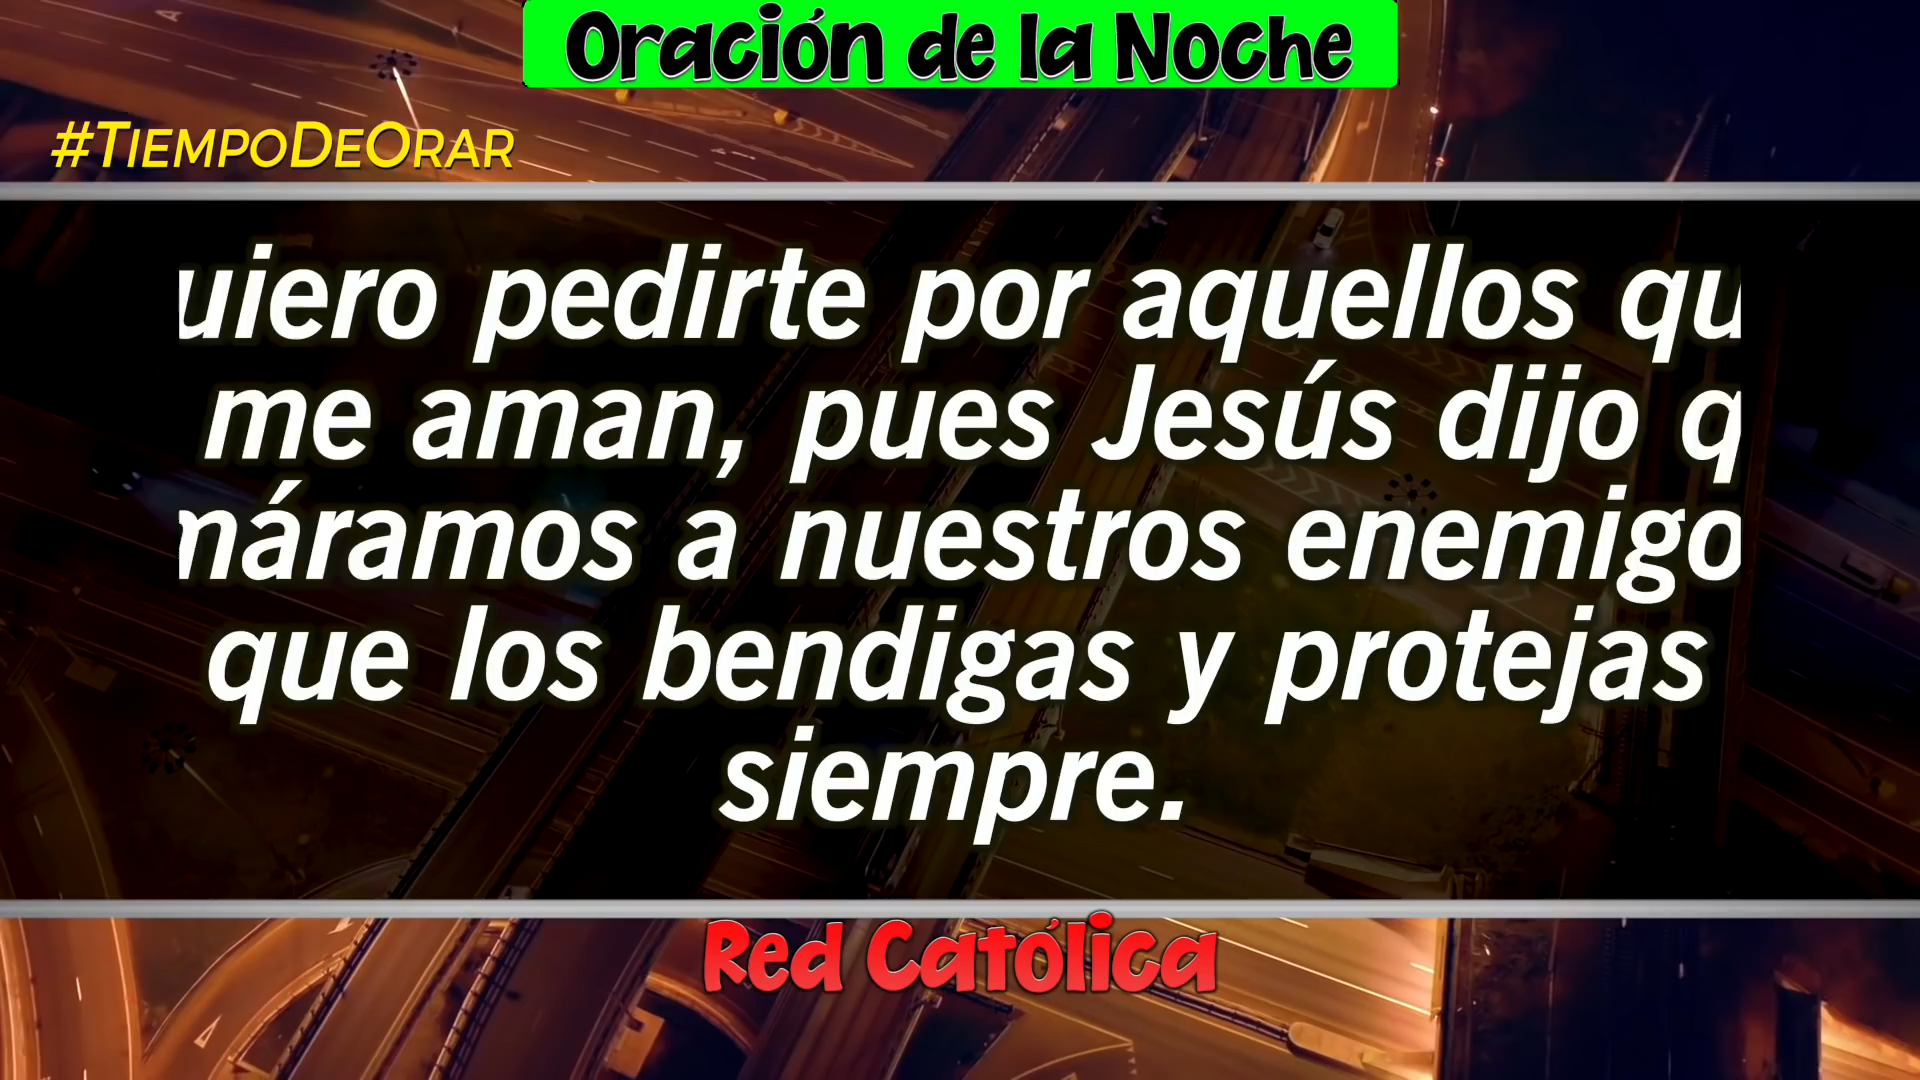 Oración de la Noche
#TiempoDeOrar
uiero pedirte por aquellos qu
me aman, pues Jesús dijo q
máramos a nuestros enemigo
que los bendigas y protejas
siempre.
Red Católica